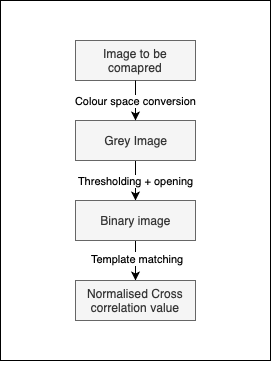 Image to be
comapred
Colour space conversion
Grey Image
Thresholding + opening
Binary image
Template matching
Normalised Cross
correlation value